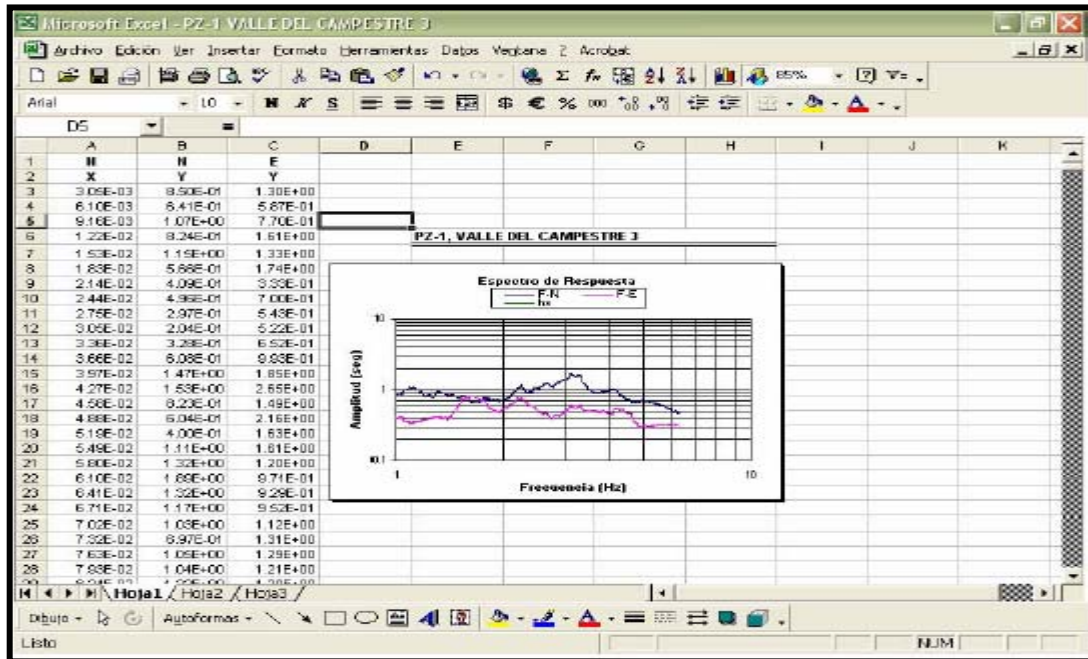 Microsoft Excel - PZ-1 VALLE DEL CAMPESTRE 3
Archivo Edición Ver Insertar Formato Herramientas Datos Ventana ? Acrobat
85%
Arial 10 N K S € % 000
D5 =
A B C D E F G H I J K
1 H N E
2 X Y Y
3 3.05E-03 8.50E-01 1.30E+00
4 6.10E-03 6.41E-01 5.87E-01
5 9.16E-03 1.07E+00 7.70E-01
6 1.22E-02 8.24E-01 1.61E+00
PZ-1, VALLE DEL CAMPESTRE 3
7 1.53E-02 1.15E+00 1.33E+00
8 1.83E-02 5.66E-01 1.74E+00
9 2.14E-02 4.09E-01 3.33E-01
10 2.44E-02 4.96E-01 7.00E-01
11 2.75E-02 2.97E-01 5.43E-01
12 3.05E-02 2.04E-01 5.22E-01
13 3.36E-02 3.28E-01 6.52E-01
14 3.66E-02 6.08E-01 9.93E-01
15 3.97E-02 1.47E+00 1.85E+00
16 4.27E-02 1.53E+00 2.65E+00
17 4.58E-02 8.23E-01 1.49E+00
18 4.88E-02 6.04E-01 2.16E+00
19 5.19E-02 4.00E-01 1.63E+00
20 5.49E-02 1.11E+00 1.61E+00
21 5.80E-02 1.32E+00 1.20E+00
22 6.10E-02 1.89E+00 9.71E-01
23 6.41E-02 1.32E+00 9.29E-01
24 6.71E-02 1.17E+00 9.52E-01
25 7.02E-02 1.03E+00 1.12E+00
26 7.32E-02 6.97E-01 1.31E+00
27 7.63E-02 1.05E+00 1.29E+00
28 7.93E-02 1.04E+00 1.21E+00
Espectro de Respuesta
F-N F-E
hs
Amplitud (seg)
10
1
0.1
1 10
Frecuencia (Hz)
Hoja1 Hoja2 Hoja3
Dibujo Autoformas
Listo NUM